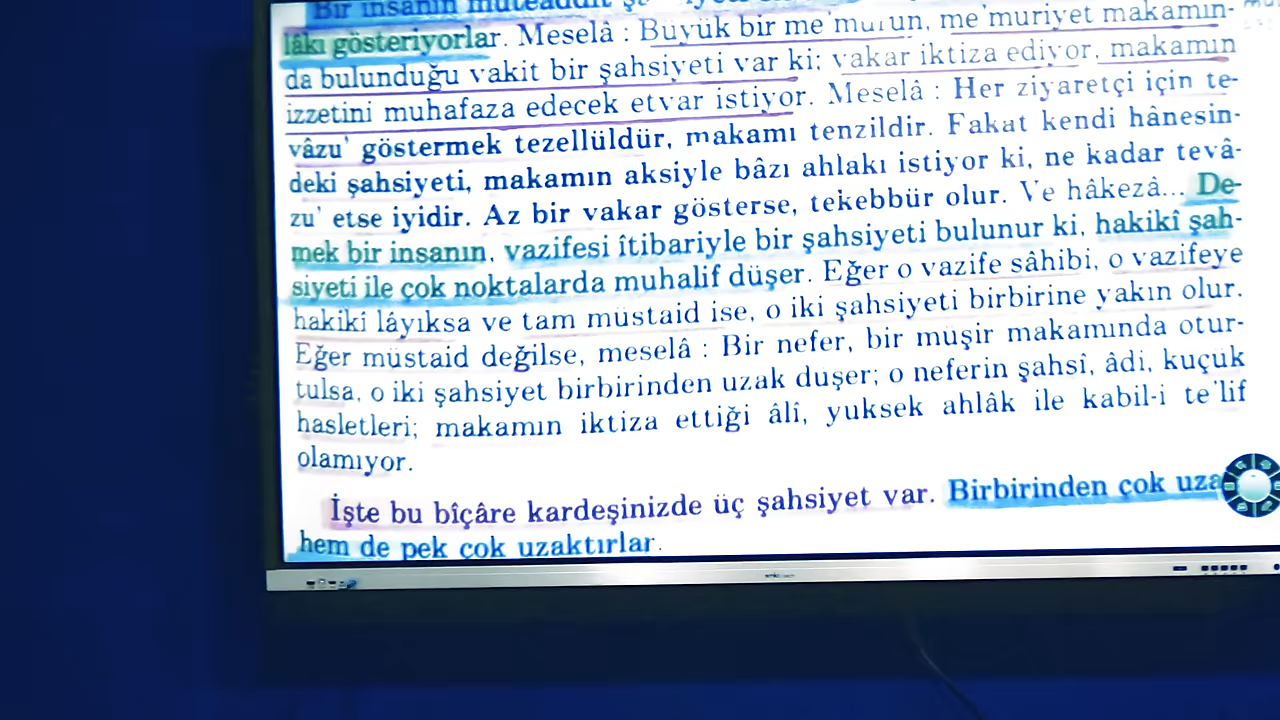 Bir insanın müteaddit
lâkı gösteriyorlar. Meselâ : Büyük bir me'murun, me'muriyet makamın-
da bulunduğu vakit bir şahsiyeti var ki; vakar iktiza ediyor, makamın
izzetini muhafaza edecek etvar istiyor. Meselâ : Her ziyaretçi için te-
vâzu' göstermek tezellüldür, makamı tenzildir. Fakat kendi hânesin-
deki şahsiyeti, makamın aksiyle bâzı ahlakı istiyor ki, ne kadar tevâ-
zu' etse iyidir. Az bir vakar gösterse, tekebbür olur. Ve hâkezâ... De-
mek bir insanın, vazifesi îtibariyle bir şahsiyeti bulunur ki, hakikî şah-
siyeti ile çok noktalarda muhalif düşer. Eğer o vazife sâhibi, o vazifeye
hakiki lâyıksa ve tam müstaid ise, o iki şahsiyeti birbirine yakın olur.
Eğer müstaid değilse, meselâ : Bir nefer, bir müşir makamında otur-
tulsa, o iki şahsiyet birbirinden uzak düşer; o neferin şahsî, âdi, küçük
hasletleri; makamın iktiza ettiği âlî, yüksek ahlâk ile kabil-i te'lif
olamıyor.
İşte bu bîçâre kardeşinizde üç şahsiyet var. Birbirinden çok uza
hem de pek çok uzaktırlar.